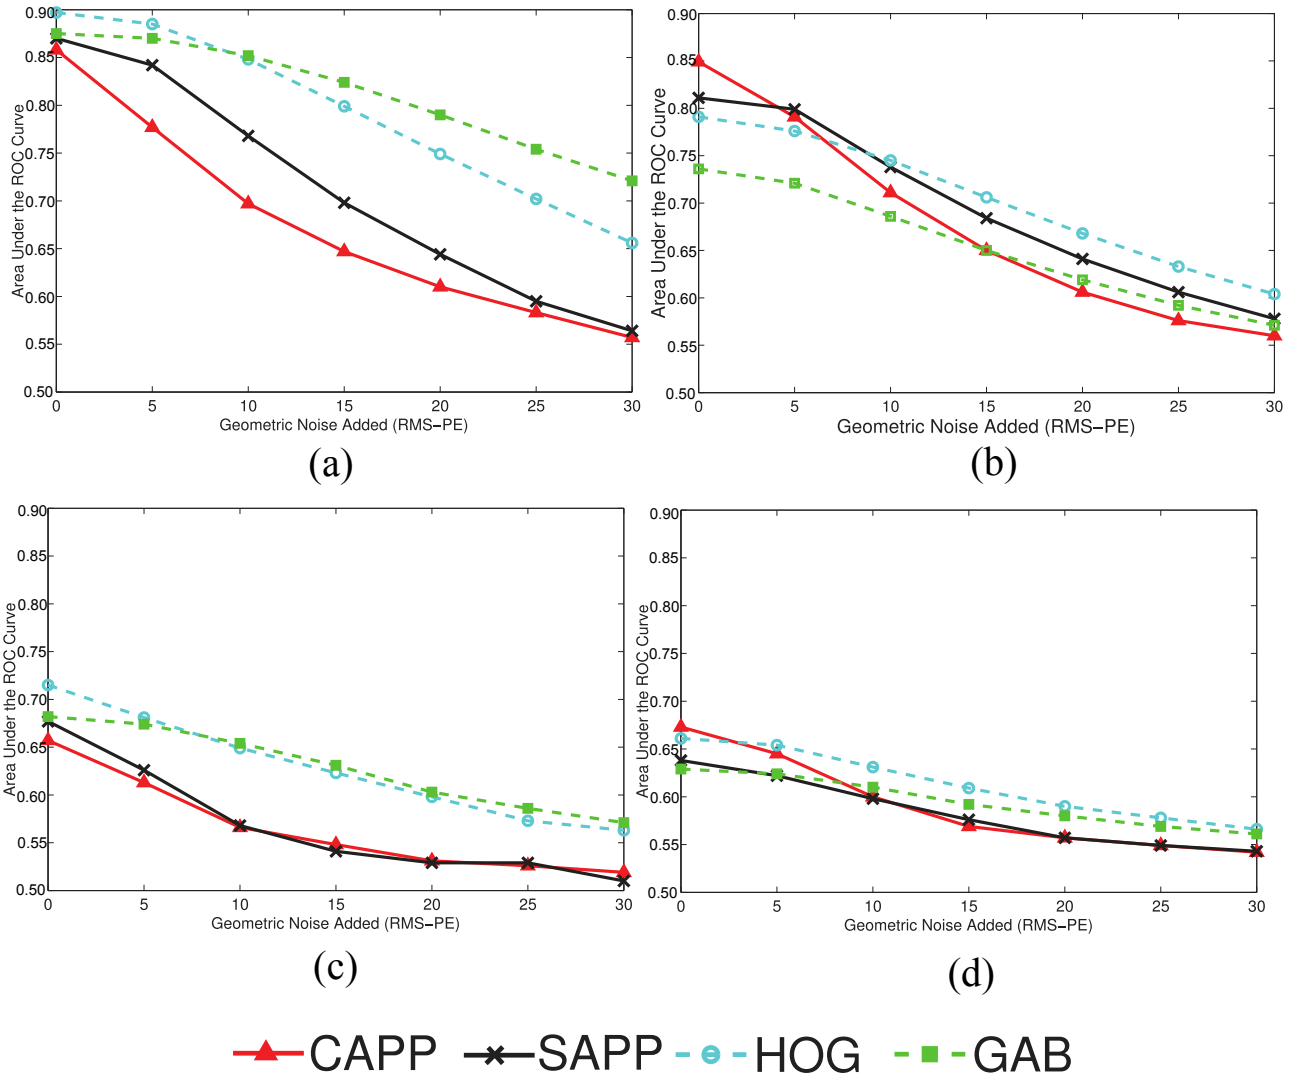 0.90
0.85
0.80
0.75
0.70
0.65
0.60
0.55
0.50
Area Under the ROC Curve
0 5 10 15 20 25 30
Geometric Noise Added (RMS–PE)
(a)
0.90
0.85
0.80
0.75
0.70
0.65
0.60
0.55
0.50
Area Under the ROC Curve
0 5 10 15 20 25 30
Geometric Noise Added (RMS–PE)
(b)
0.90
0.85
0.80
0.75
0.70
0.65
0.60
0.55
0.50
Area Under the ROC Curve
0 5 10 15 20 25 30
Geometric Noise Added (RMS–PE)
(c)
0.90
0.85
0.80
0.75
0.70
0.65
0.60
0.55
0.50
Area Under the ROC Curve
0 5 10 15 20 25 30
Geometric Noise Added (RMS–PE)
(d)
CAPP SAPP HOG GAB